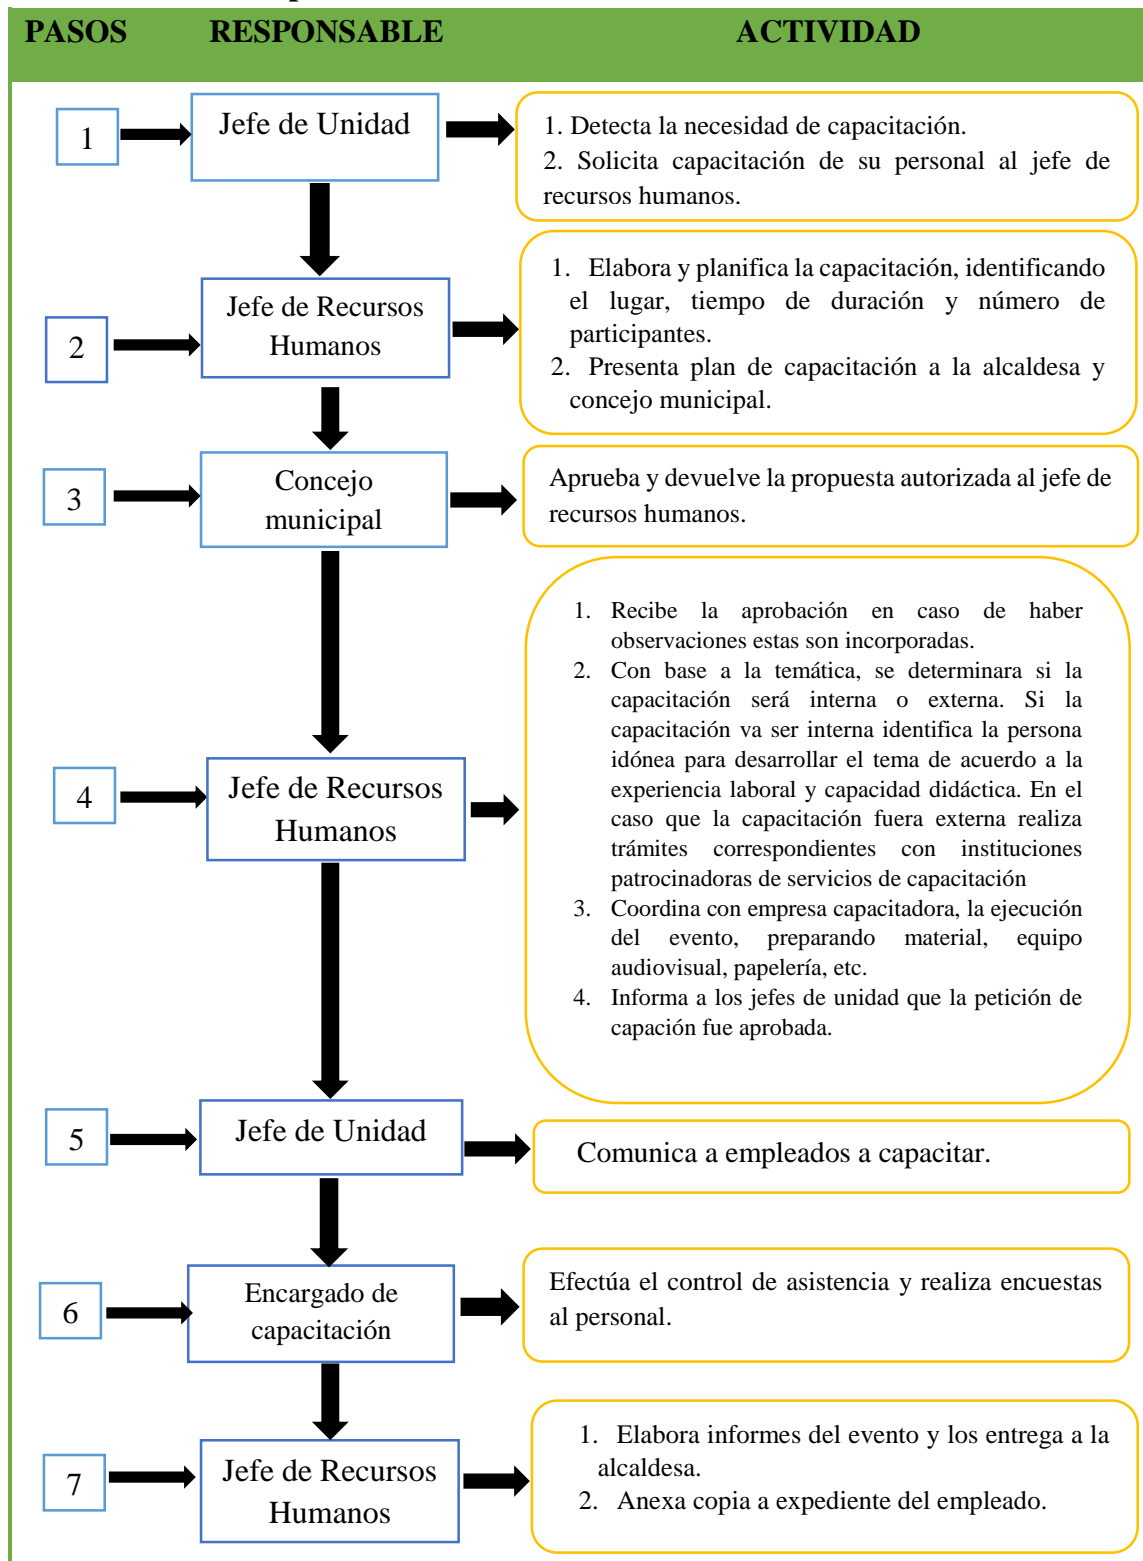 PASOS RESPONSABLE ACTIVIDAD
1
Jefe de Unidad
1. Detecta la necesidad de capacitación.
2. Solicita capacitación de su personal al jefe de
recursos humanos.
2
Jefe de Recursos
Humanos
1. Elabora y planifica la capacitación, identificando
el lugar, tiempo de duración y número de
participantes.
2. Presenta plan de capacitación a la alcaldesa y
concejo municipal.
3
Concejo
municipal
Aprueba y devuelve la propuesta autorizada al jefe de
recursos humanos.
4
Jefe de Recursos
Humanos
1. Recibe la aprobación en caso de haber
observaciones estas son incorporadas.
2. Con base a la temática, se determinara si la
capacitación será interna o externa. Si la
capacitación va ser interna identifica la persona
idónea para desarrollar el tema de acuerdo a la
experiencia laboral y capacidad didáctica. En el
caso que la capacitación fuera externa realiza
trámites correspondientes con instituciones
patrocinadoras de servicios de capacitación
3. Coordina con empresa capacitadora, la ejecución
del evento, preparando material, equipo
audiovisual, papelería, etc.
4. Informa a los jefes de unidad que la petición de
capación fue aprobada.
5
Jefe de Unidad
Comunica a empleados a capacitar.
6
Encargado de
capacitación
Efectúa el control de asistencia y realiza encuestas
al personal.
7
Jefe de Recursos
Humanos
1. Elabora informes del evento y los entrega a la
alcaldesa.
2. Anexa copia a expediente del empleado.